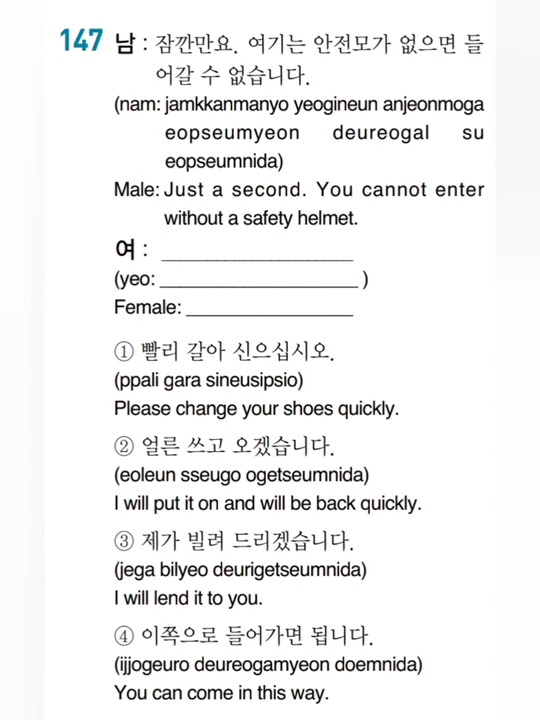 147 남 : 잠깐만요. 여기는 안전모가 없으면 들
어갈 수 없습니다.
(nam: jamkkanmanyo yeogineun anjeonmoga
eopseumyeon deureogal su
eopseumnida)
Male: Just a second. You cannot enter
without a safety helmet.
여 : ____________________
(yeo: ____________________ )
Female: _________________
① 빨리 갈아 신으십시오.
(ppali gara sineusipsio)
Please change your shoes quickly.
② 얼른 쓰고 오겠습니다.
(eoleun sseugo ogetseumnida)
I will put it on and will be back quickly.
③ 제가 빌려 드리겠습니다.
(jega bilyeo deurigetseumnida)
I will lend it to you.
④ 이쪽으로 들어가면 됩니다.
(ijjogeuro deureogamyeon doemnida)
You can come in this way.